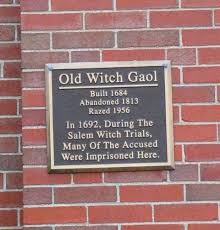 Old Witch Gaol
Built 1684
Abandoned 1813
Razed 1956
In 1692, During The
Salem Witch Trials,
Many Of The Accused
Were Imprisoned Here.